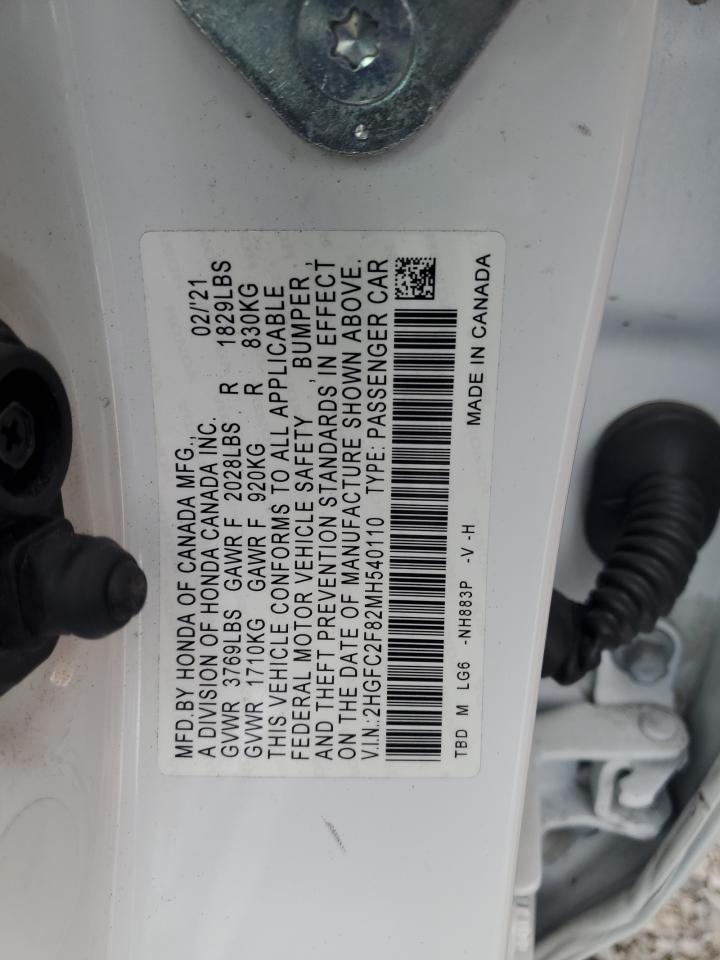 MFD.BY HONDA OF CANADA MFG., 02/'21
A DIVISION OF HONDA CANADA INC.
GVWR 3769LBS GAWR F 2028LBS R 1829LBS
GVWR 1710KG GAWR F 920KG R 830KG
THIS VEHICLE CONFORMS TO ALL APPLICABLE
FEDERAL MOTOR VEHICLE SAFETY , BUMPER ,
AND THEFT PREVENTION STANDARDS IN EFFECT
ON THE DATE OF MANUFACTURE SHOWN ABOVE.
V.I.N.:2HGFC2F82MH540110 TYPE: PASSENGER CAR
TBD M LG6 -NH883P -V -H MADE IN CANADA